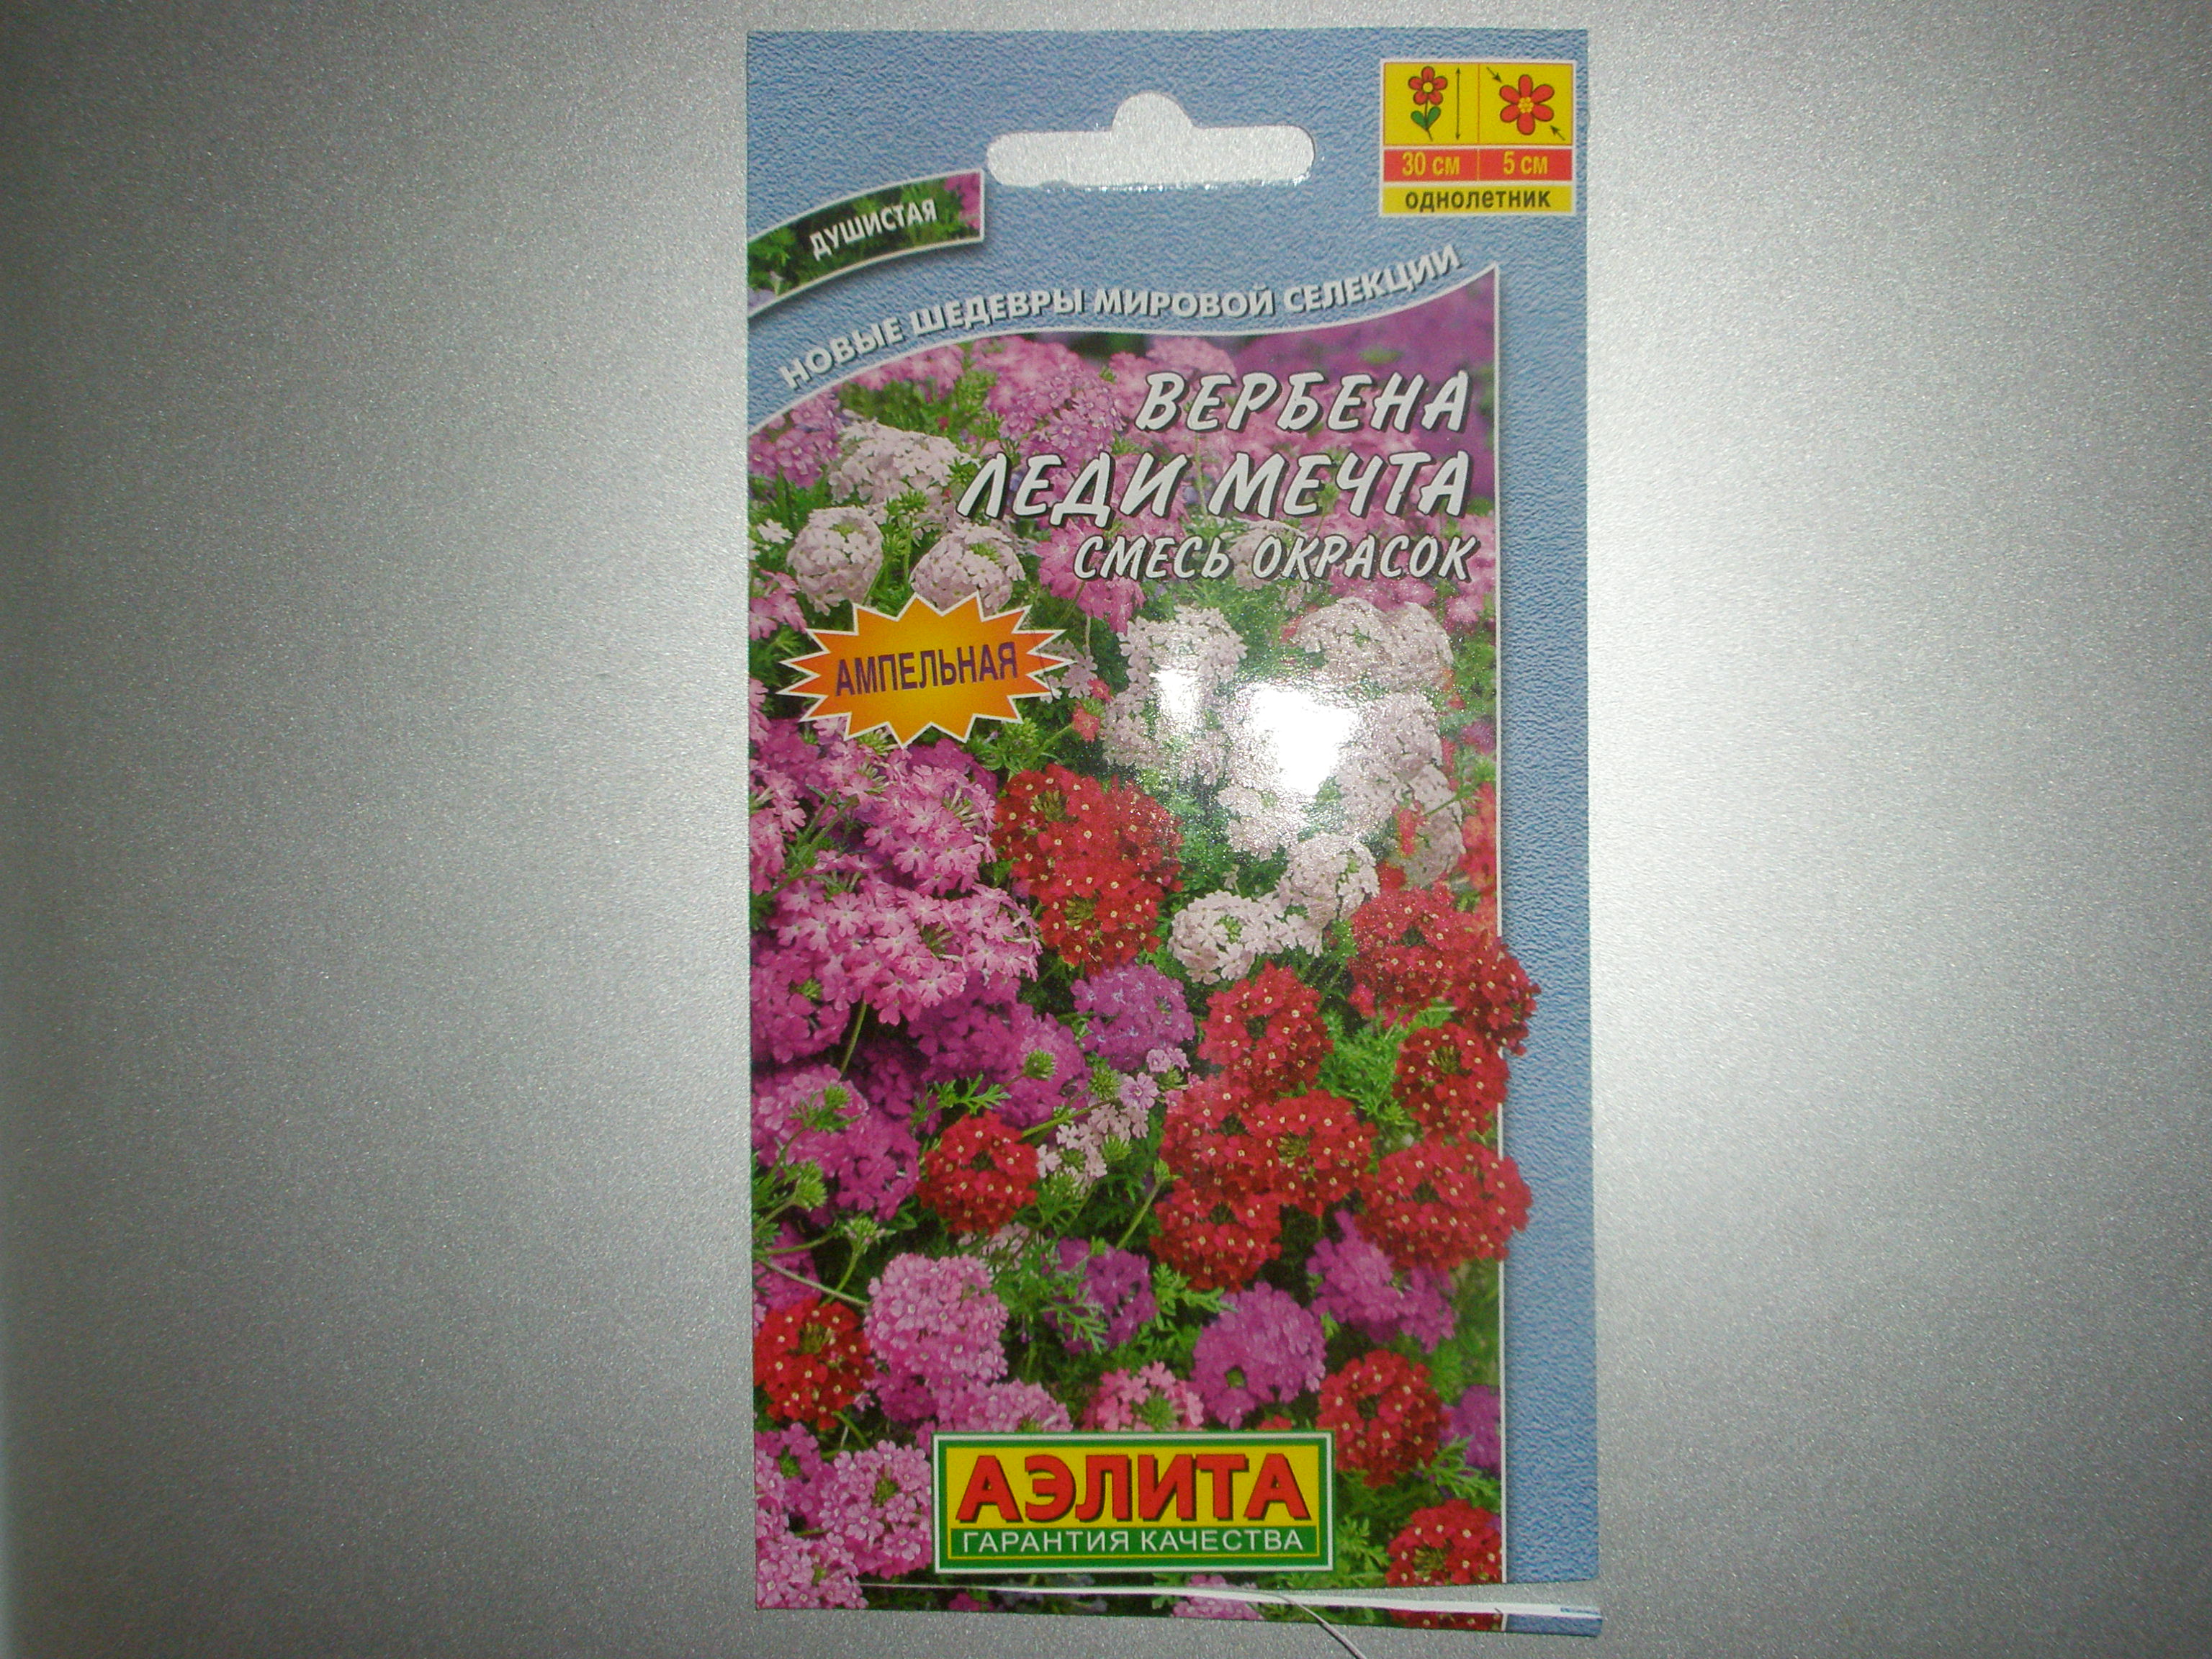 30 см 5 см
однолетник
ДУШИСТАЯ
НОВЫЕ ШЕДЕВРЫ МИРОВОЙ СЕЛЕКЦИИ
ВЕРБЕНА
ЛЕДИ МЕЧТА
СМЕСЬ ОКРАСОК
АМПЕЛЬНАЯ
АЭЛИТА
ГАРАНТИЯ КАЧЕСТВА